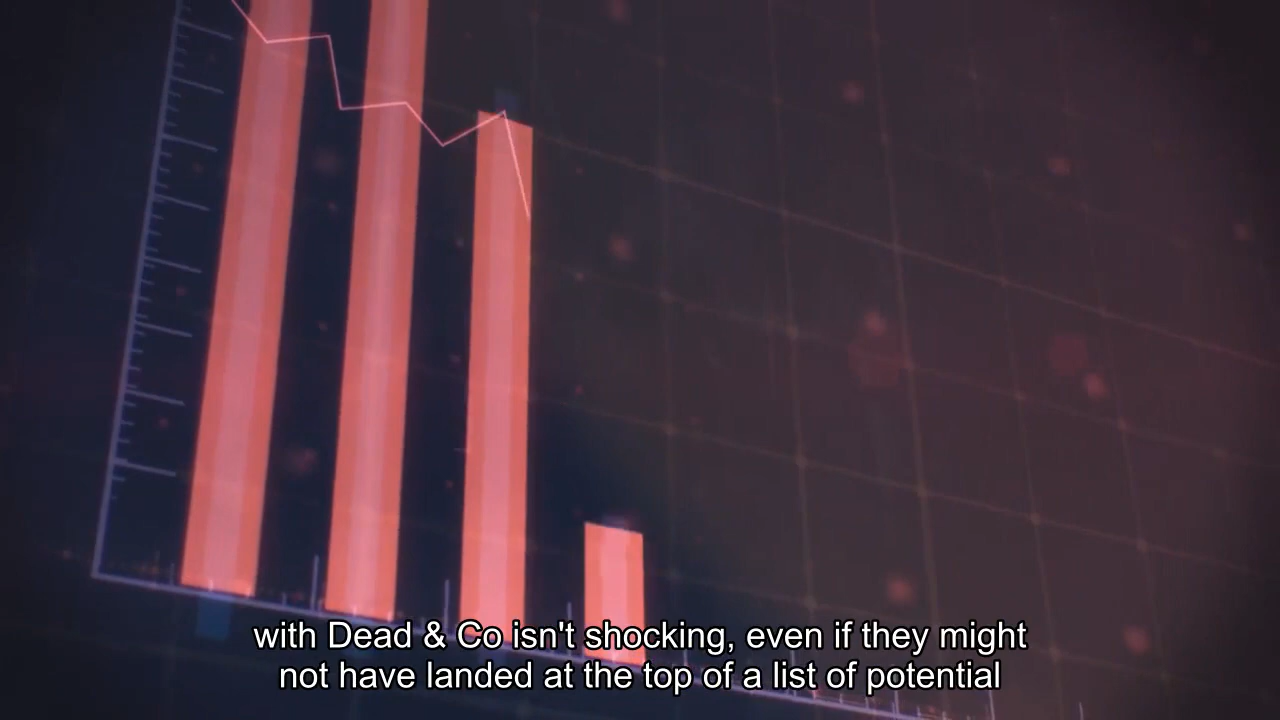 with Dead & Co isn't shocking, even if they might
not have landed at the top of a list of potential